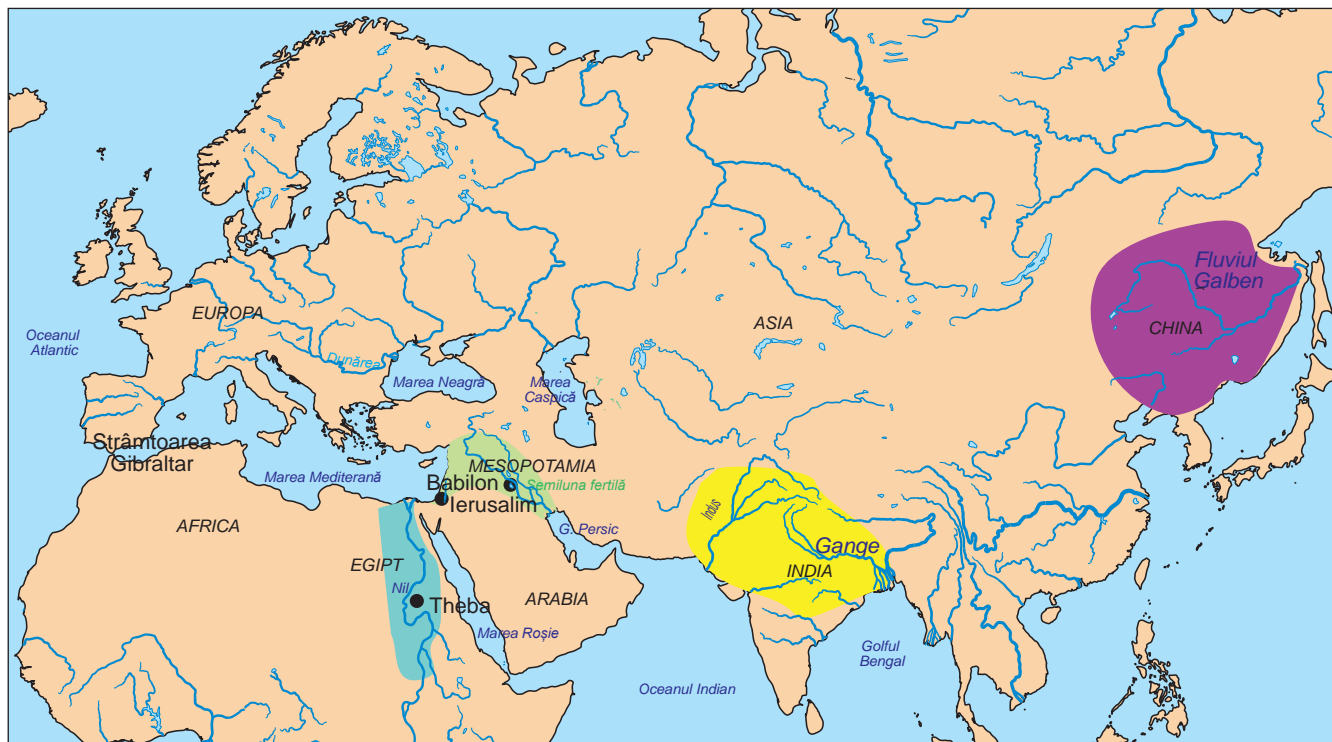 Fluviul
Galben
CHINA
EUROPA
ASIA
Oceanul
Atlantic
Dunărea
Marea Neagră
Marea
Caspică
Strâmtoarea
Gibraltar
MESOPOTAMIA
Marea Mediterană
Babilon
Semiluna fertilă
Ierusalim
Indus
AFRICA
G. Persic
Gange
EGIPT
INDIA
Nil
Theba
ARABIA
Marea Roșie
Golful
Bengal
Oceanul Indian